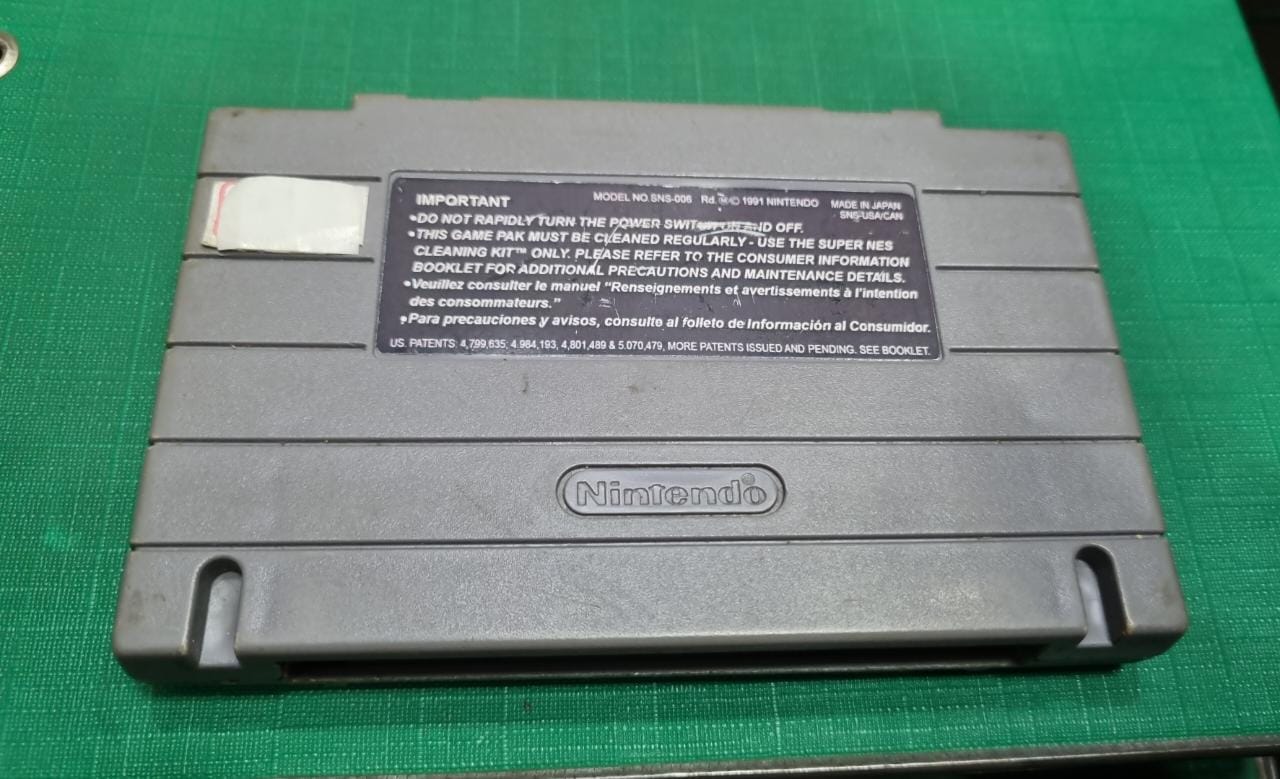 IMPORTANT MODEL NO.SNS-006 Rd. Ⓜ© 1991 NINTENDO MADE IN JAPAN
SNS-USA/CAN
•DO NOT RAPIDLY TURN THE POWER SWITCH ON AND OFF.
•THIS GAME PAK MUST BE CLEANED REGULARLY - USE THE SUPER NES
CLEANING KIT™ ONLY. PLEASE REFER TO THE CONSUMER INFORMATION
BOOKLET FOR ADDITIONAL PRECAUTIONS AND MAINTENANCE DETAILS.
•Veuillez consulter le manuel "Renseignements et avertissements à l'intention
des consommateurs."
•Para precauciones y avisos, consulte al folleto de Información al Consumidor.
US. PATENTS: 4,799,635; 4.984,193, 4,801,489 & 5.070,479, MORE PATENTS ISSUED AND PENDING. SEE BOOKLET.
Nintendo